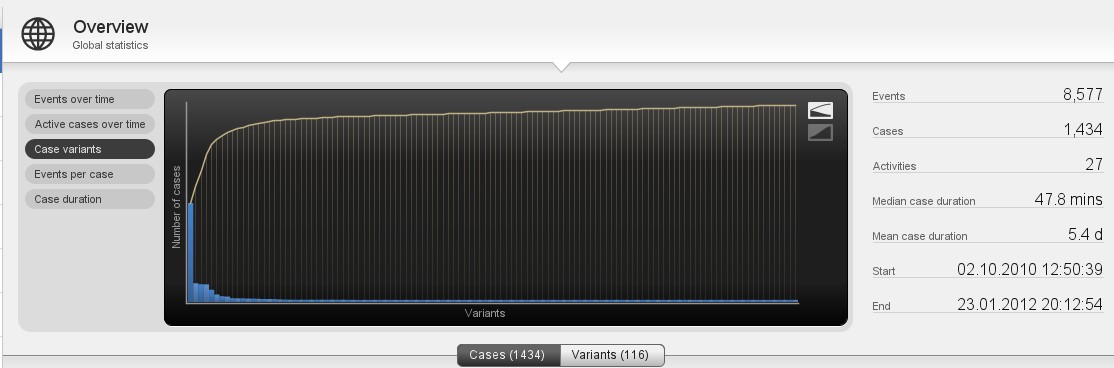 Overview
Global statistics
Events over time
Active cases over time
Case variants
Events per case
Case duration
Number of cases
Variants
Events 8,577
Cases 1,434
Activities 27
Median case duration 47.8 mins
Mean case duration 5.4 d
Start 02.10.2010 12:50:39
End 23.01.2012 20:12:54
Cases (1434) Variants (116)